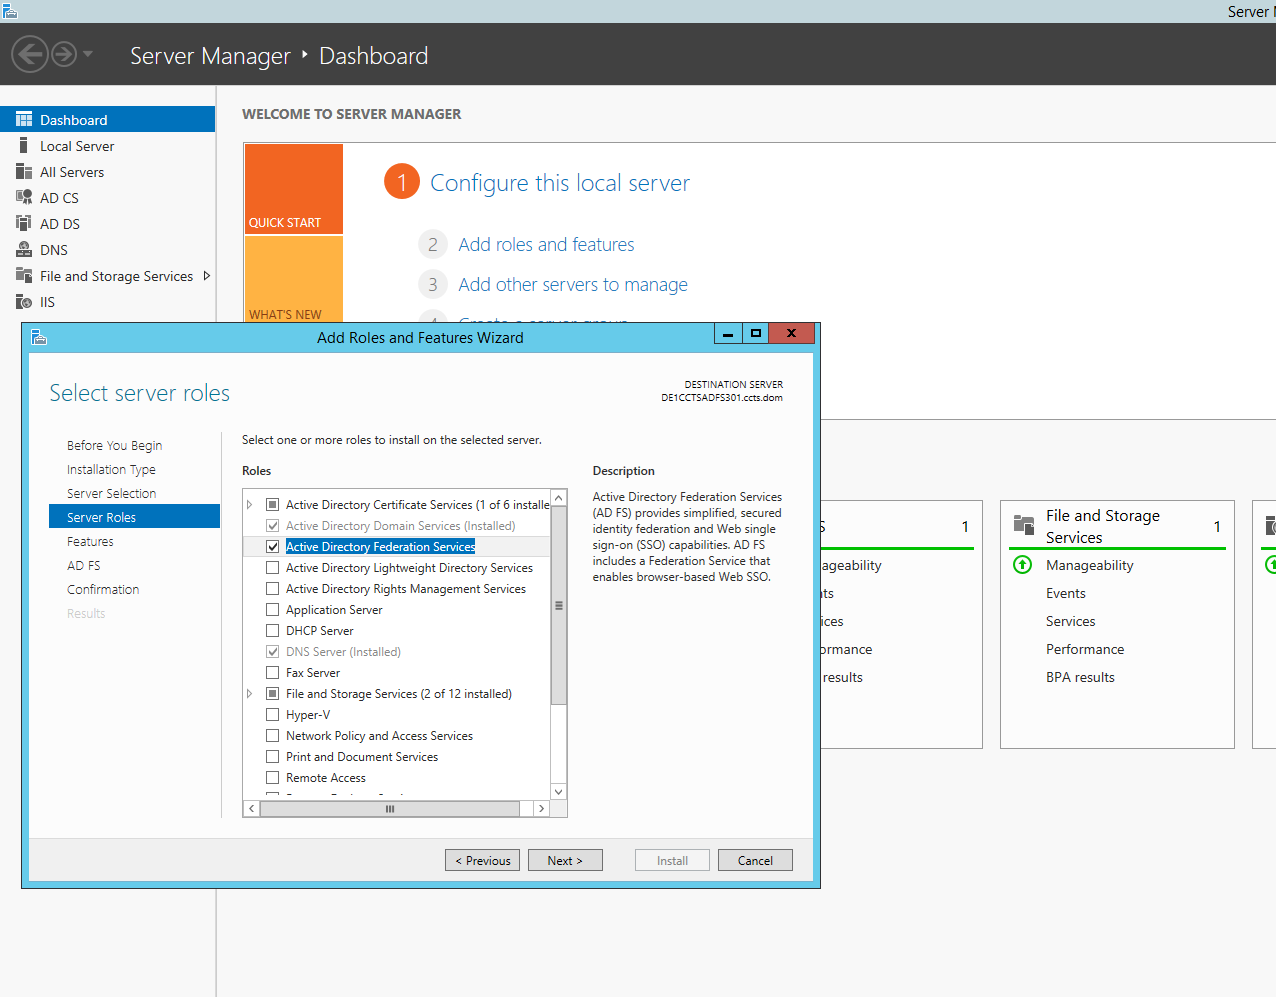 Server M
Server Manager ‣ Dashboard
Dashboard
Local Server
All Servers
AD CS
AD DS
DNS
File and Storage Services
IIS
WELCOME TO SERVER MANAGER
QUICK START
WHAT'S NEW
1 Configure this local server
2 Add roles and features
3 Add other servers to manage
4 Create a server group
Add Roles and Features Wizard
Select server roles
DESTINATION SERVER
DE1CCTSADFS301.ccts.dom
Before You Begin
Installation Type
Server Selection
Server Roles
Features
AD FS
Confirmation
Results
Select one or more roles to install on the selected server.
Roles
Active Directory Certificate Services (1 of 6 installe
Active Directory Domain Services (Installed)
Active Directory Federation Services
Active Directory Lightweight Directory Services
Active Directory Rights Management Services
Application Server
DHCP Server
DNS Server (Installed)
Fax Server
File and Storage Services (2 of 12 installed)
Hyper-V
Network Policy and Access Services
Print and Document Services
Remote Access
Description
Active Directory Federation Services
(AD FS) provides simplified, secured
identity federation and Web single
sign-on (SSO) capabilities. AD FS
includes a Federation Service that
enables browser-based Web SSO.
< Previous
Next >
Install
Cancel
S 1
ageability
nts
ices
ormance
results
File and Storage
Services 1
Manageability
Events
Services
Performance
BPA results